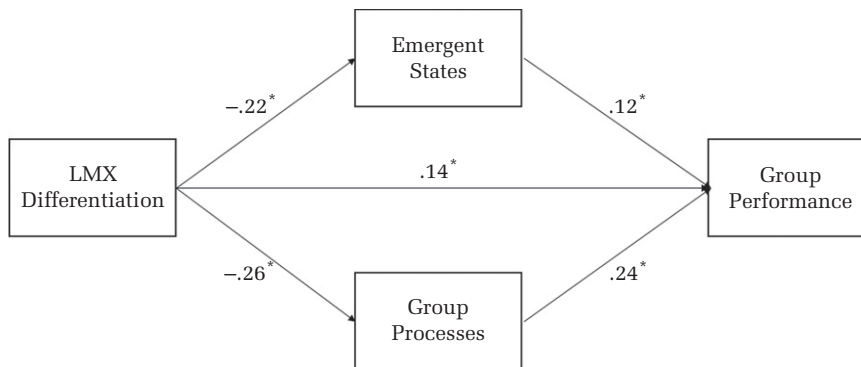 Emergent
States
−.22*
.12*
LMX
Differentiation
.14*
Group
Performance
−.26*
.24*
Group
Processes